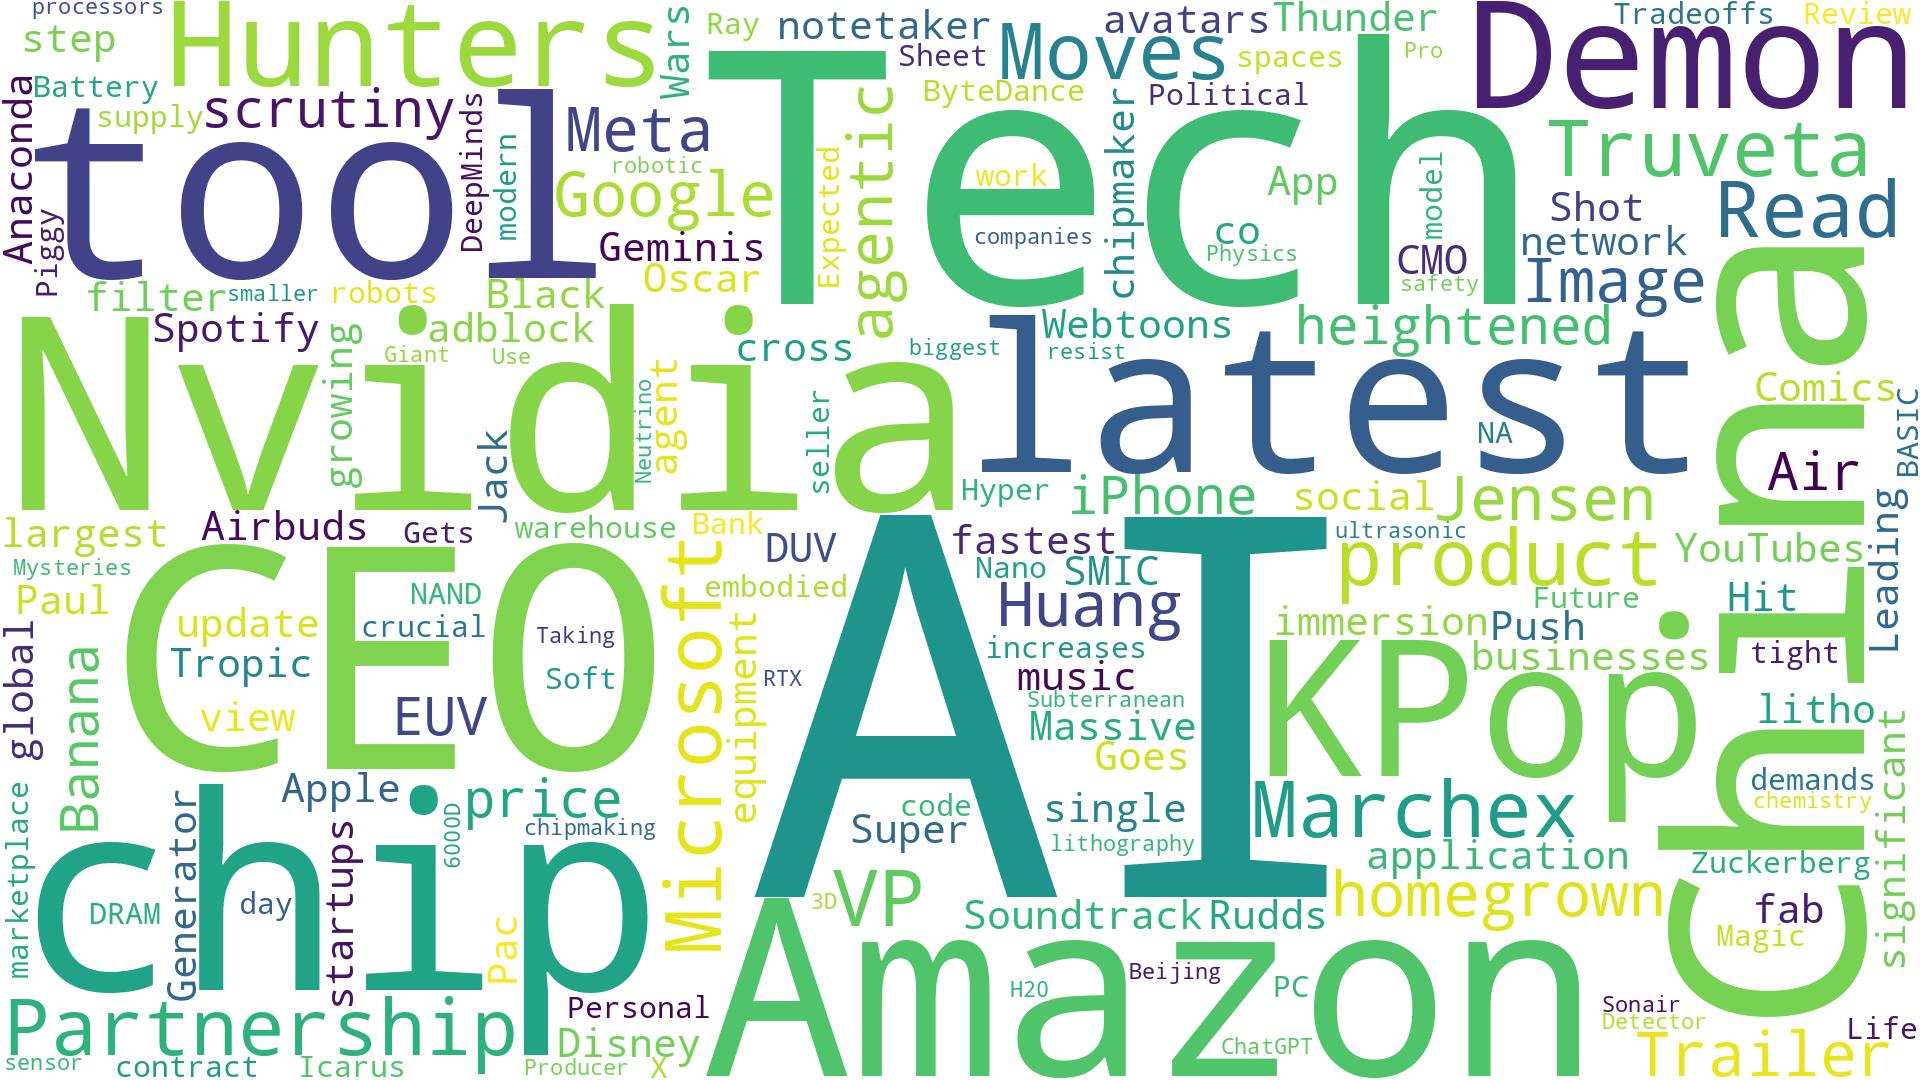 processors
step
Hunters
Wars
Ray
notetaker
Sheet
Moves
avatars
Thunder
spaces
Pro
Demon
Tradeoffs
Review
Battery
supply
scrutiny
Anaconda
Piggy
tool
DeepMinds
modern
Meta
robotic
Google
Geminis
Oscar
Expected
agentic
Tech
ByteDance
chipmaker
Political
work
companies
App
co
Physics
model
CMO
safety
Truveta
Shot
network
Image
Read
filter
smaller
robots
Black
Spotify
adblock
growing
Giant
Use
cross
biggest
Webtoons
resist
heightened
Nvidia
Jack
Neutrino
agent
seller
latest
NA
Hyper
iPhone
social
Jensen
China
Comics
BASIC
Air
Leading
largest
Airbuds
Gets
warehouse
Bank
DUV
fastest
ultrasonic
product
YouTubes
Mysteries
Paul
CEO
NAND
update
crucial
Taking
Tropic
Soft
view
EUV
global
Banana
Microsoft
embodied
equipment
RTX
AI
Nano
SMIC
Huang
increases
music
Subterranean
Massive
Goes
Future
Hit
immersion
Push
businesses
tight
KPop
litho
significant
demands
chemistry
Apple
price
chipmaking
6000D
chip
marketplace
Generator
startups
DRAM
day
Pac
code
Super
single
lithography
Marchex
application
Zuckerberg
3D
VP
Soundtrack
Rudds
homegrown
fab
Magic
Amazon
H20
Beijing
PC
ChatGPT
Partnership
Personal
Disney
sensor
contract
Icarus
Producer
X
Sonair
Detector
Life
Trailer